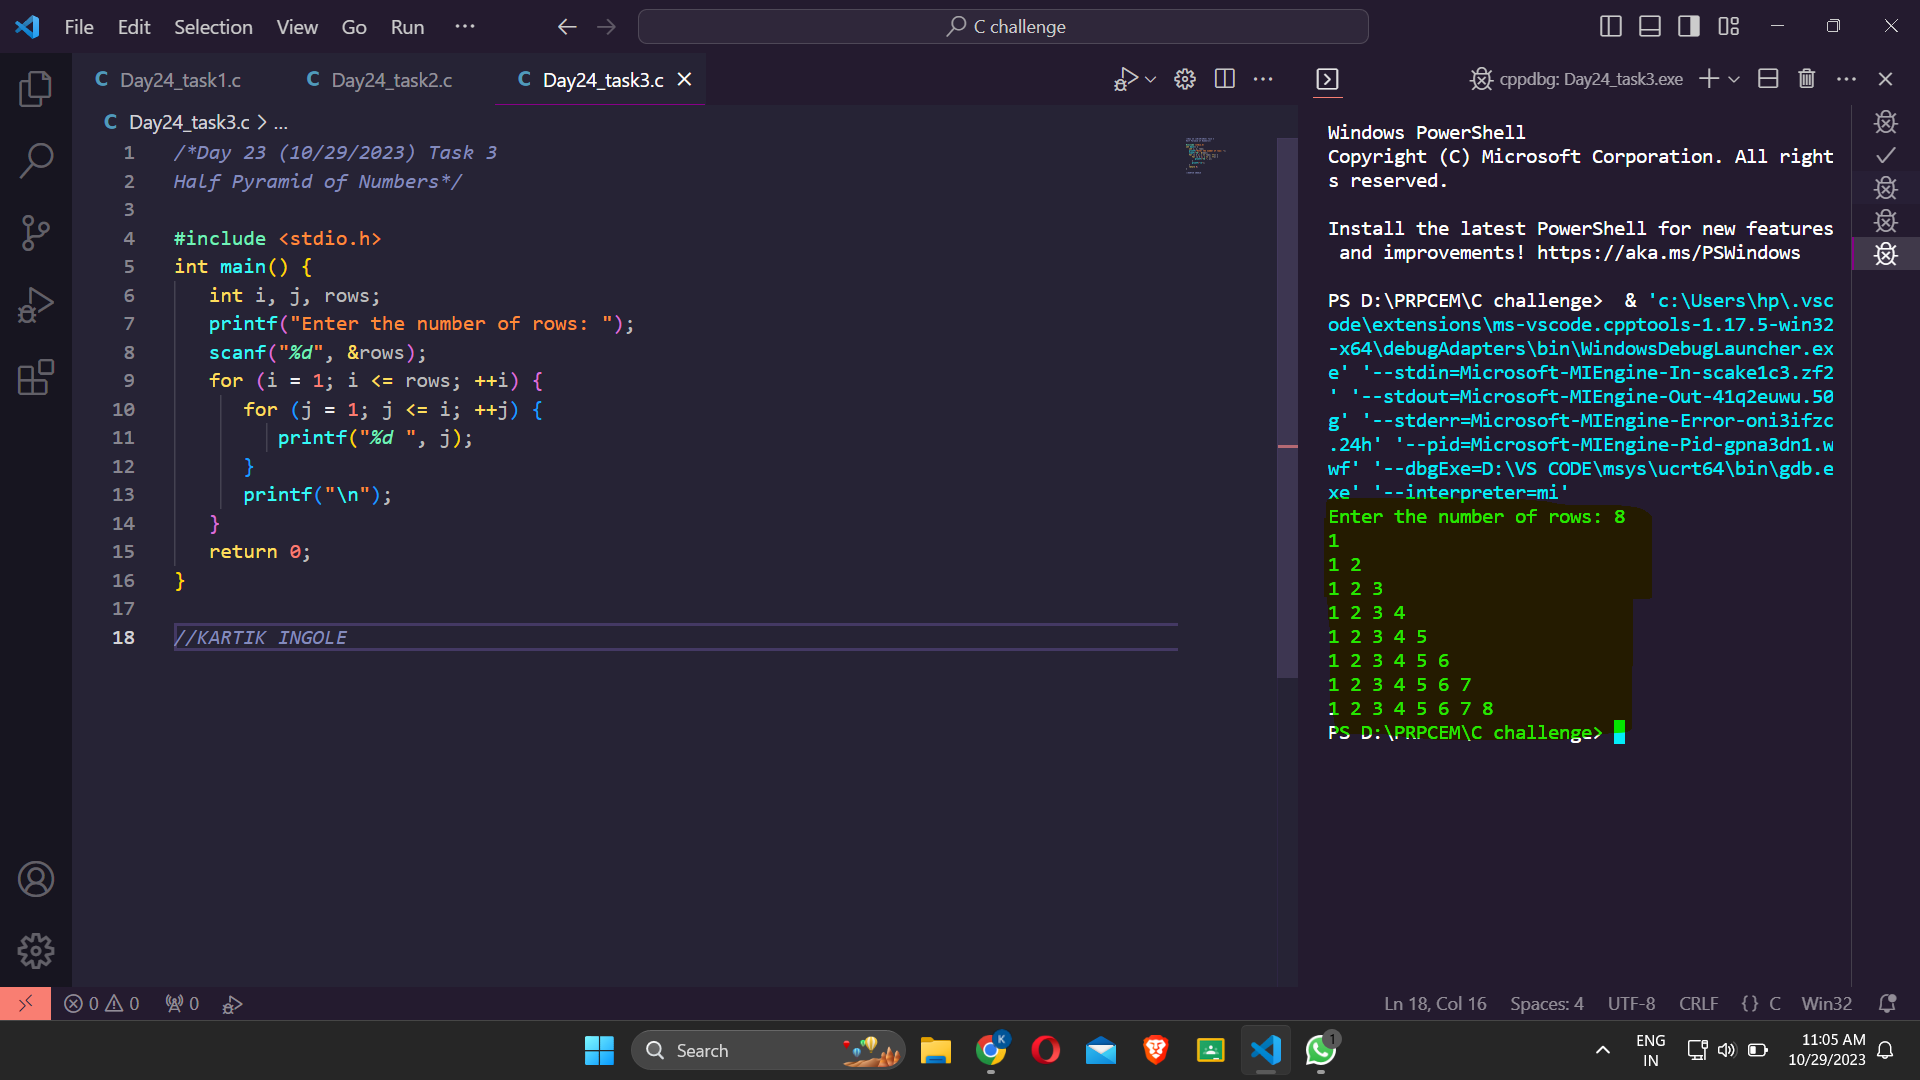 File Edit Selection View Go Run ··· C challenge
Day24_task1.c Day24_task2.c Day24_task3.c
Day24_task3.c > ...
1 /*Day 23 (10/29/2023) Task 3
2 Half Pyramid of Numbers*/
3
4 #include <stdio.h>
5 int main() {
6 int i, j, rows;
7 printf("Enter the number of rows: ");
8 scanf("%d", &rows);
9 for (i = 1; i <= rows; ++i) {
10 for (j = 1; j <= i; ++j) {
11 printf("%d ", j);
12 }
13 printf("\n");
14 }
15 return 0;
16 }
17
18 //KARTIK INGOLE
cppdbg: Day24_task3.exe
Windows PowerShell
Copyright (C) Microsoft Corporation. All right
s reserved.
Install the latest PowerShell for new features
and improvements! https://aka.ms/PSWindows
PS D:\PRPCEM\C challenge> & 'c:\Users\hp\.vsc
ode\extensions\ms-vscode.cpptools-1.17.5-win32
-x64\debugAdapters\bin\WindowsDebugLauncher.ex
e' '--stdin=Microsoft-MIEngine-In-scake1c3.zf2
' '--stdout=Microsoft-MIEngine-Out-41q2euwu.50
g' '--stderr=Microsoft-MIEngine-Error-oni3ifzc
.24h' '--pid=Microsoft-MIEngine-Pid-gpna3dn1.w
wf' '--dbgExe=D:\VS CODE\msys\ucrt64\bin\gdb.e
xe' '--interpreter=mi'
Enter the number of rows: 8
1
1 2
1 2 3
1 2 3 4
1 2 3 4 5
1 2 3 4 5 6
1 2 3 4 5 6 7
1 2 3 4 5 6 7 8
PS D:\PRPCEM\C challenge>
0 0 0 Ln 18, Col 16 Spaces: 4 UTF-8 CRLF {} C Win32
Search K 1 ENG 11:05 AM
IN 10/29/2023